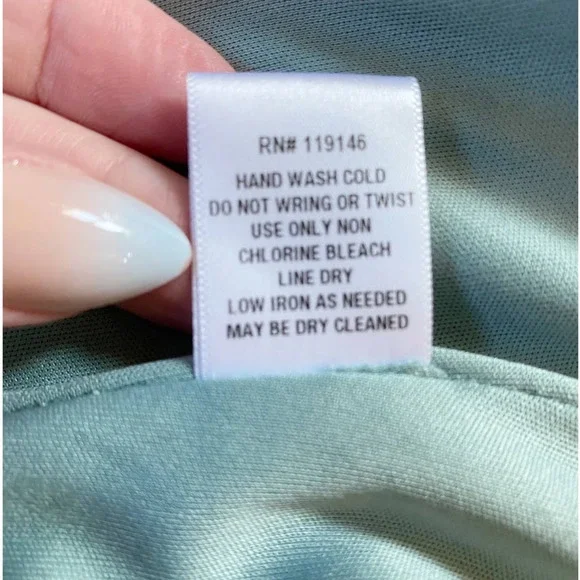 RN# 119146
HAND WASH COLD
DO NOT WRING OR TWIST
USE ONLY NON
CHLORINE BLEACH
LINE DRY
LOW IRON AS NEEDED
MAY BE DRY CLEANED